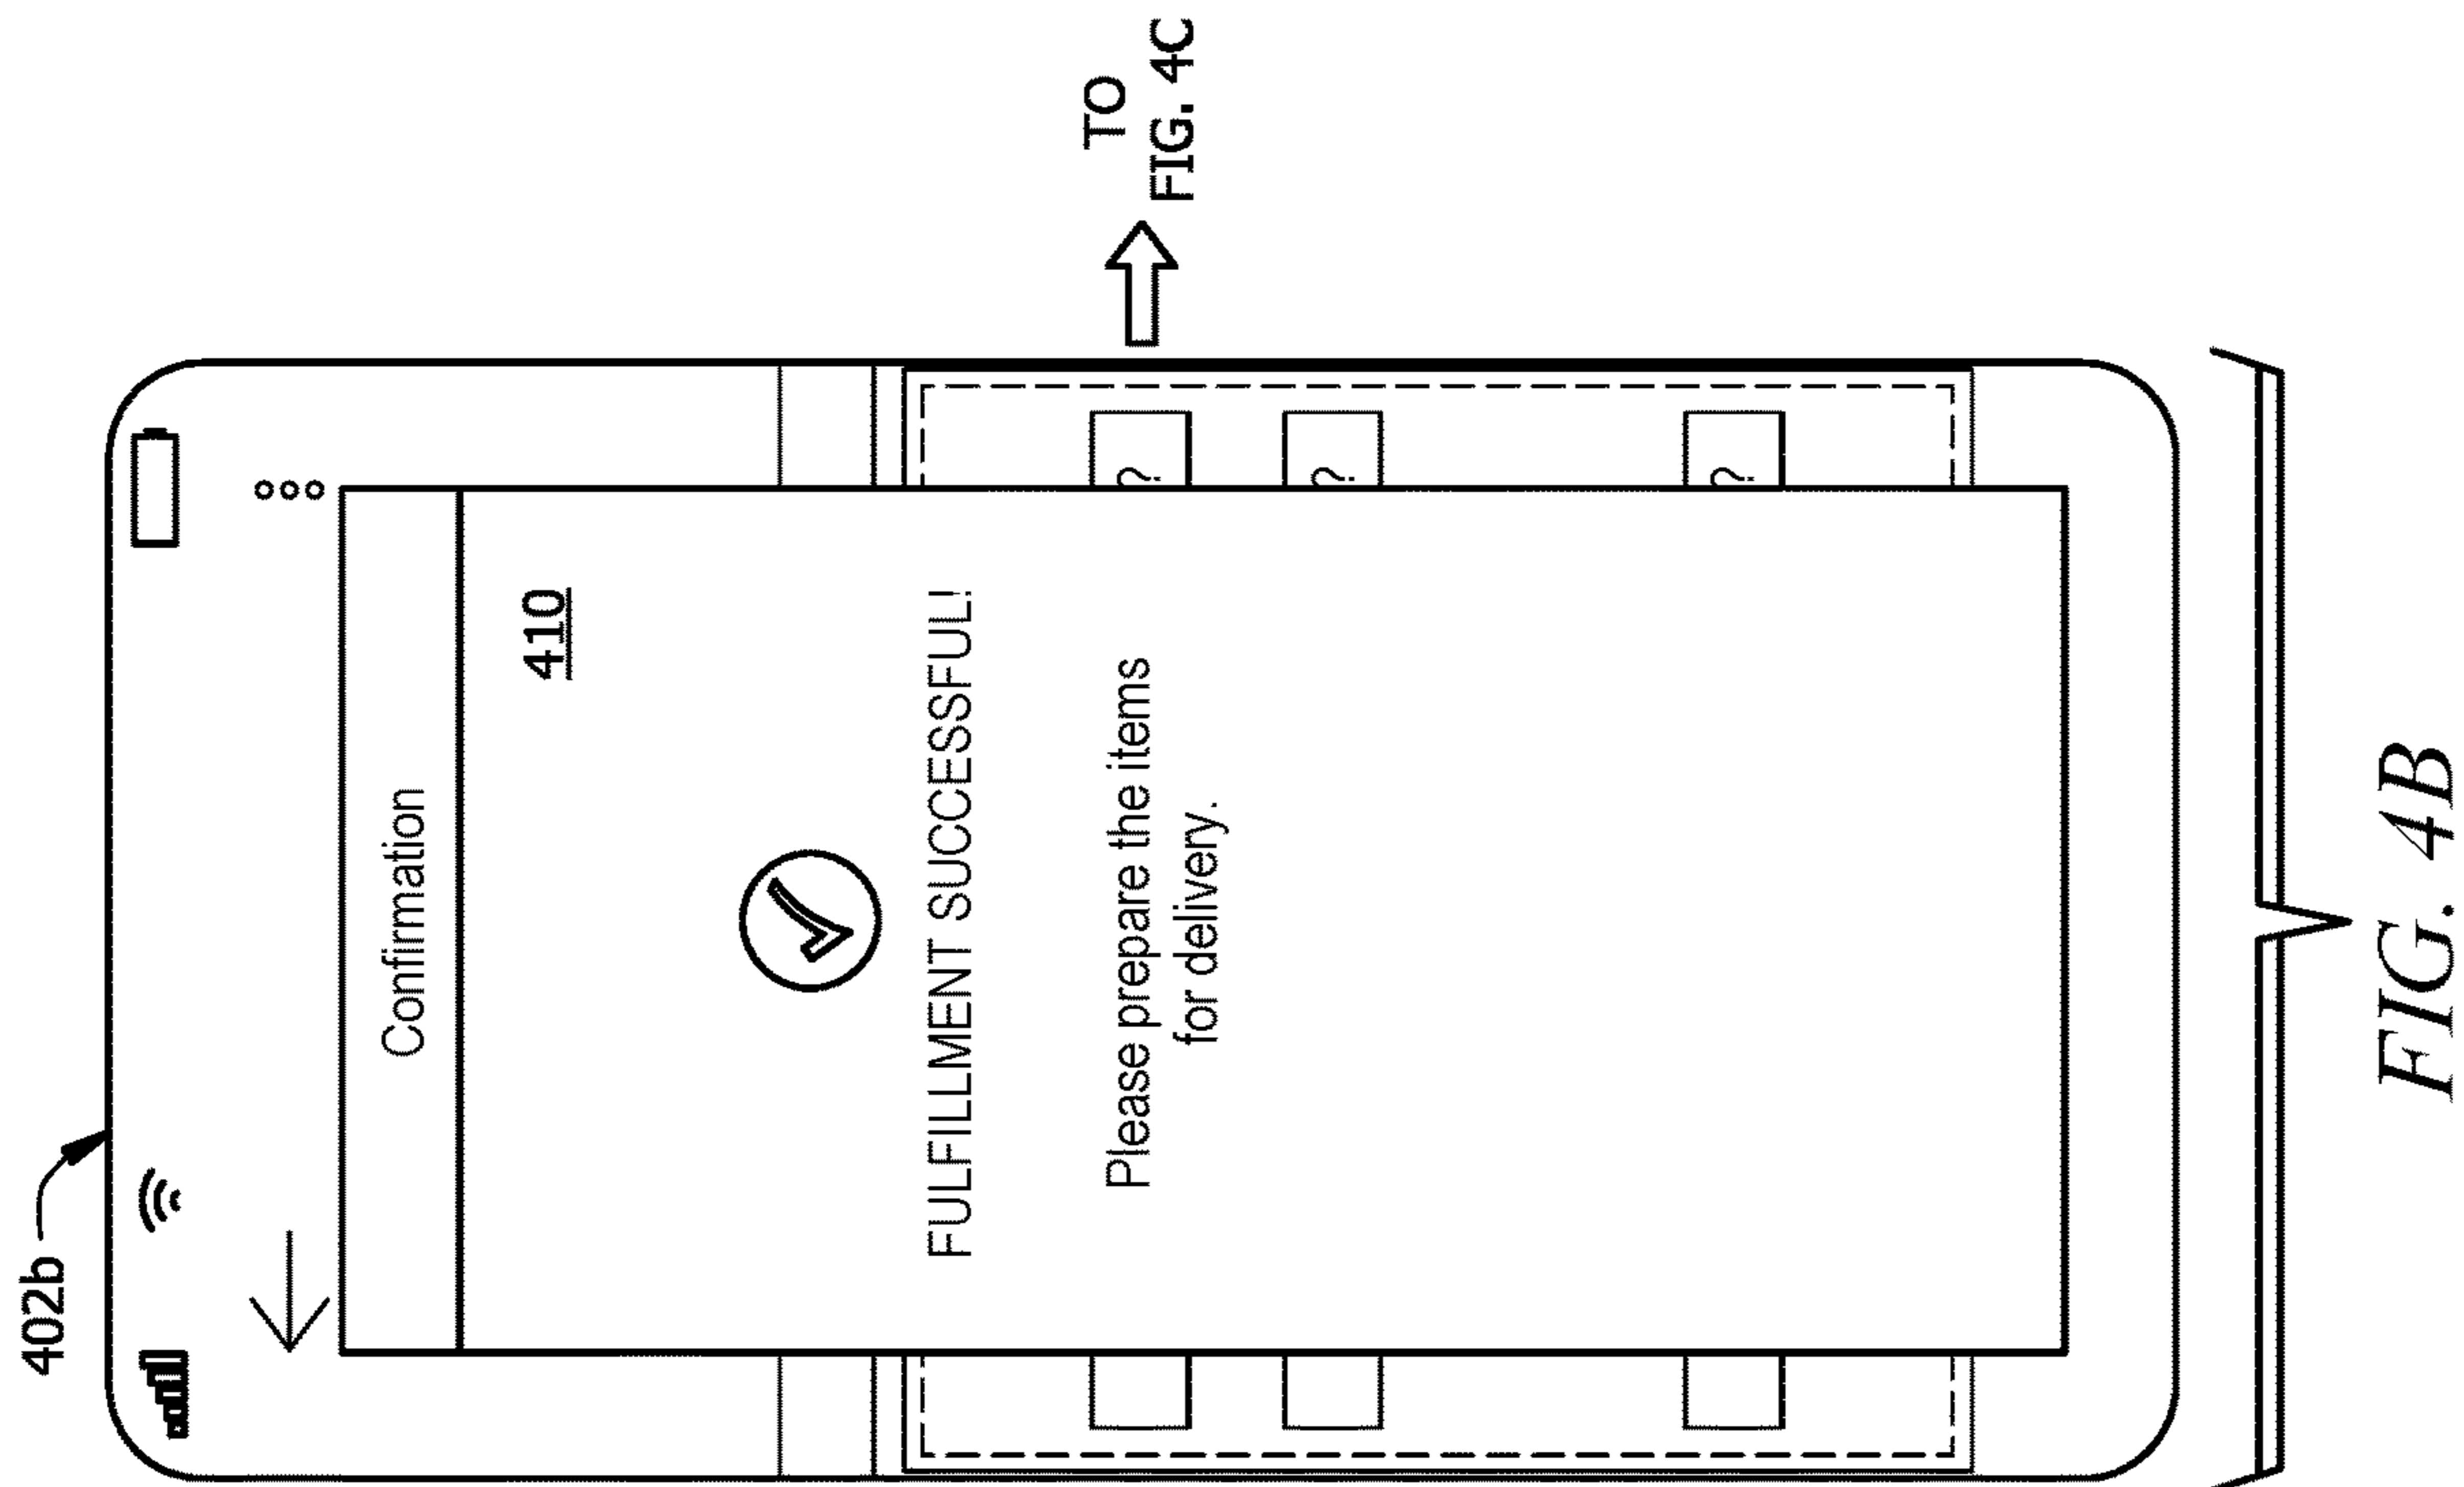 402b
TO
FIG. 4C
Confirmation
410
FULFILLMENT SUCCESSFUL!
Please prepare the items
for delivery.
?
?
?
FIG. 4B